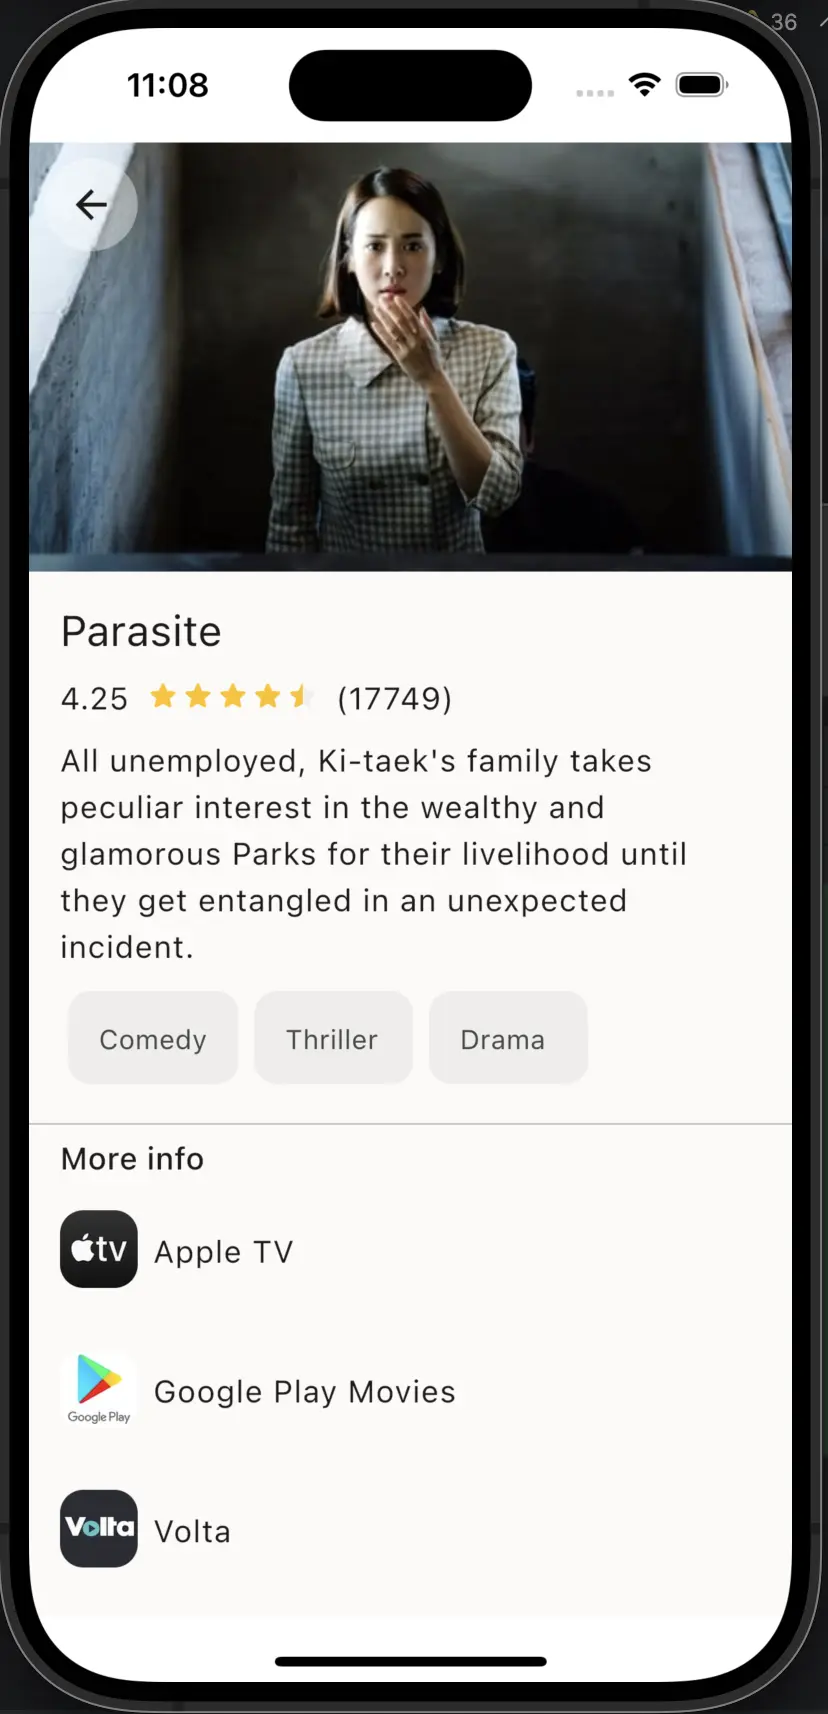 36
11:08
Parasite
4.25 (17749)
All unemployed, Ki-taek's family takes
peculiar interest in the wealthy and
glamorous Parks for their livelihood until
they get entangled in an unexpected
incident.
Comedy Thriller Drama
More info
tv Apple TV
Google Play Google Play Movies
Volta Volta